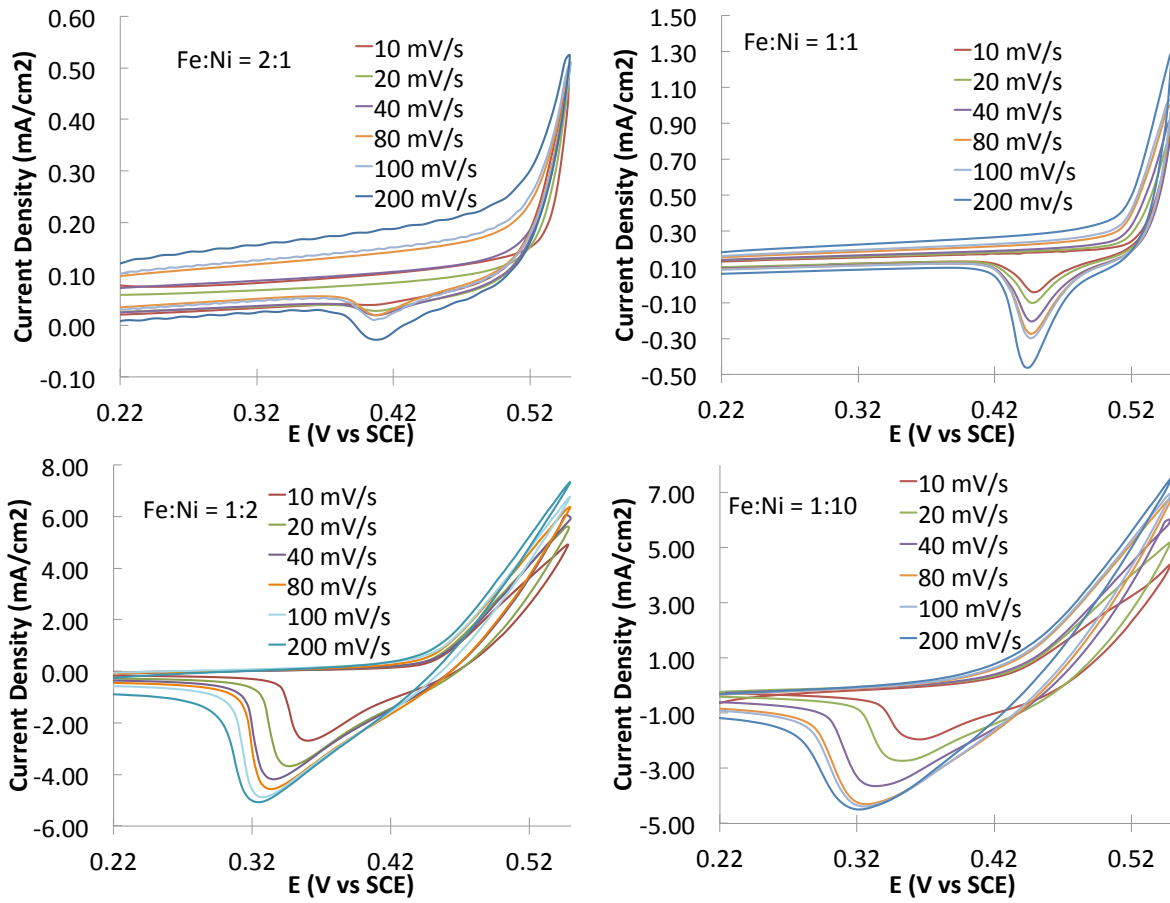 Fe:Ni = 2:1
10 mV/s
20 mV/s
40 mV/s
80 mV/s
100 mV/s
200 mV/s
Current Density (mA/cm2)
0.60
0.50
0.40
0.30
0.20
0.10
0.00
-0.10
0.22
0.32
0.42
0.52
E (V vs SCE)
Fe:Ni = 1:1
10 mV/s
20 mV/s
40 mV/s
80 mV/s
100 mV/s
200 mv/s
Current Density (mA/cm2)
1.50
1.30
1.10
0.90
0.70
0.50
0.30
0.10
-0.10
-0.30
-0.50
0.22
0.32
0.42
0.52
E (V vs SCE)
Fe:Ni = 1:2
10 mV/s
20 mV/s
40 mV/s
80 mV/s
100 mV/s
200 mV/s
Current Density (mA/cm2)
8.00
6.00
4.00
2.00
0.00
-2.00
-4.00
-6.00
0.22
0.32
0.42
0.52
E (V vs SCE)
Fe:Ni = 1:10
10 mV/s
20 mV/s
40 mV/s
80 mV/s
100 mV/s
200 mV/s
Current Density (mA/cm2)
7.00
5.00
3.00
1.00
-1.00
-3.00
-5.00
0.22
0.32
0.42
0.52
E (V vs SCE)